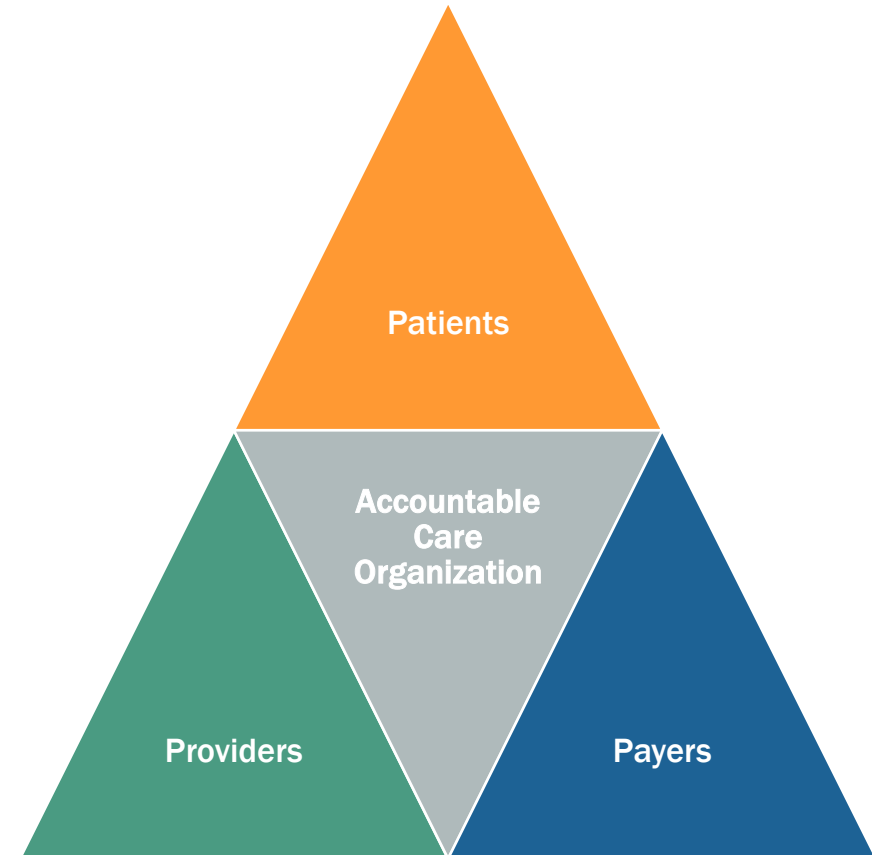 Patients
Accountable
Care
Organization
Providers
Payers